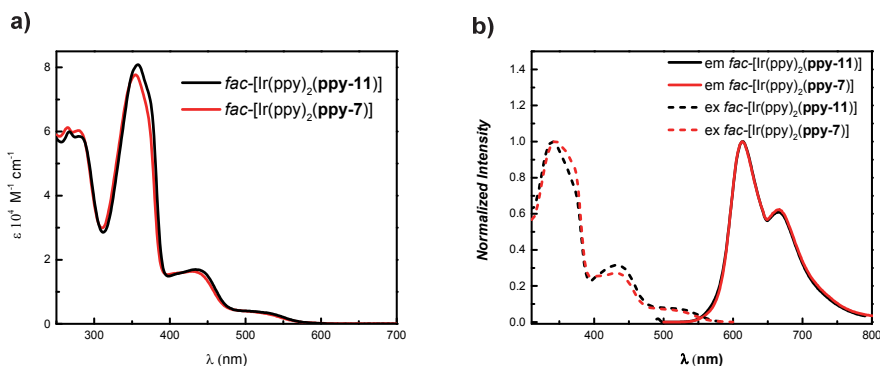 a)
ε 10⁴ M⁻¹ cm⁻¹
8
6
4
2
0
300
400
500
600
700
λ (nm)
fac-[Ir(ppy)₂(ppy-11)]
fac-[Ir(ppy)₂(ppy-7)]
b)
Normalized Intensity
1.4
1.2
1.0
0.8
0.6
0.4
0.2
0.0
400
500
600
700
800
λ (nm)
em fac-[Ir(ppy)₂(ppy-11)]
em fac-[Ir(ppy)₂(ppy-7)]
ex fac-[Ir(ppy)₂(ppy-11)]
ex fac-[Ir(ppy)₂(ppy-7)]